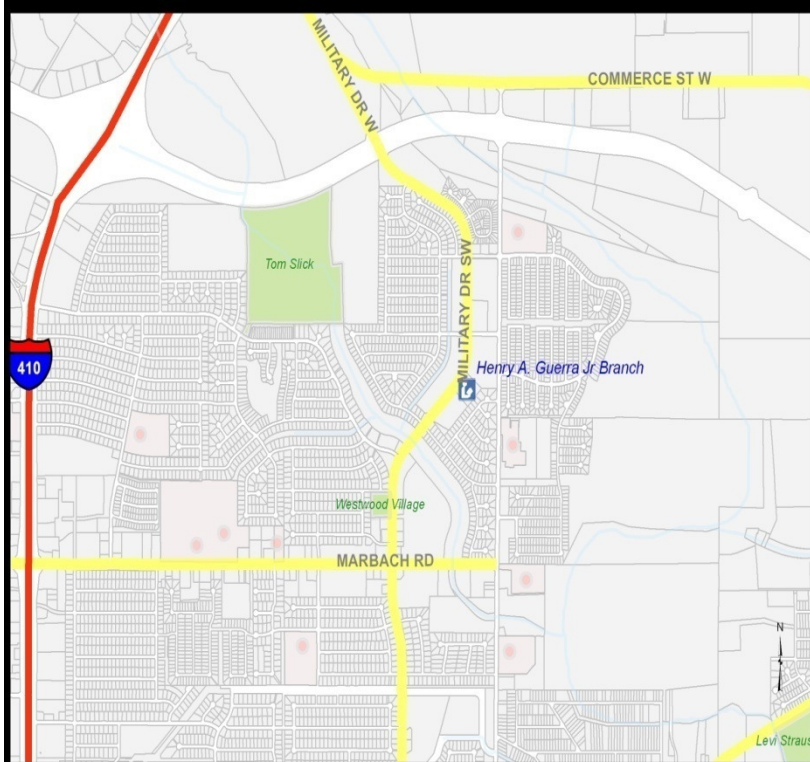 MILITARY DR W
COMMERCE ST W
Tom Slick
MILITARY DR SW
410
Henry A. Guerra Jr Branch
Westwood Village
MARBACH RD
N
Levi Straus